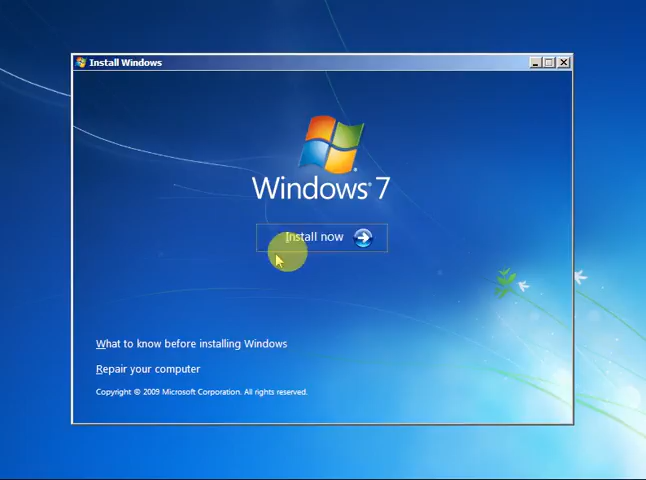 Install Windows
Windows 7
Install now
What to know before installing Windows
Repair your computer
Copyright © 2009 Microsoft Corporation. All rights reserved.